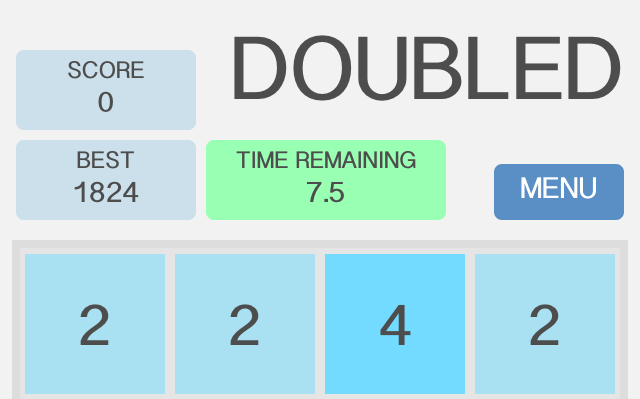 DOUBLED
SCORE
0
BEST
1824
TIME REMAINING
7.5
MENU
2 2 4 2